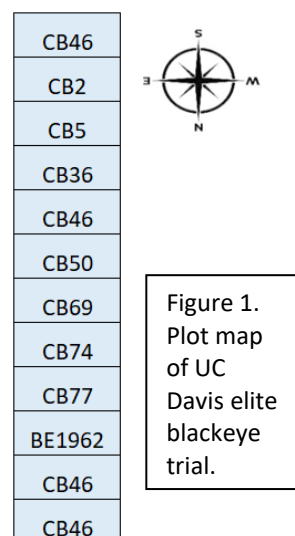 CB46
CB2
CB5
CB36
CB46
CB50
CB69
CB74
CB77
BE1962
CB46
CB46
S
E W
N
Figure 1.
Plot map
of UC
Davis elite
blackeye
trial.